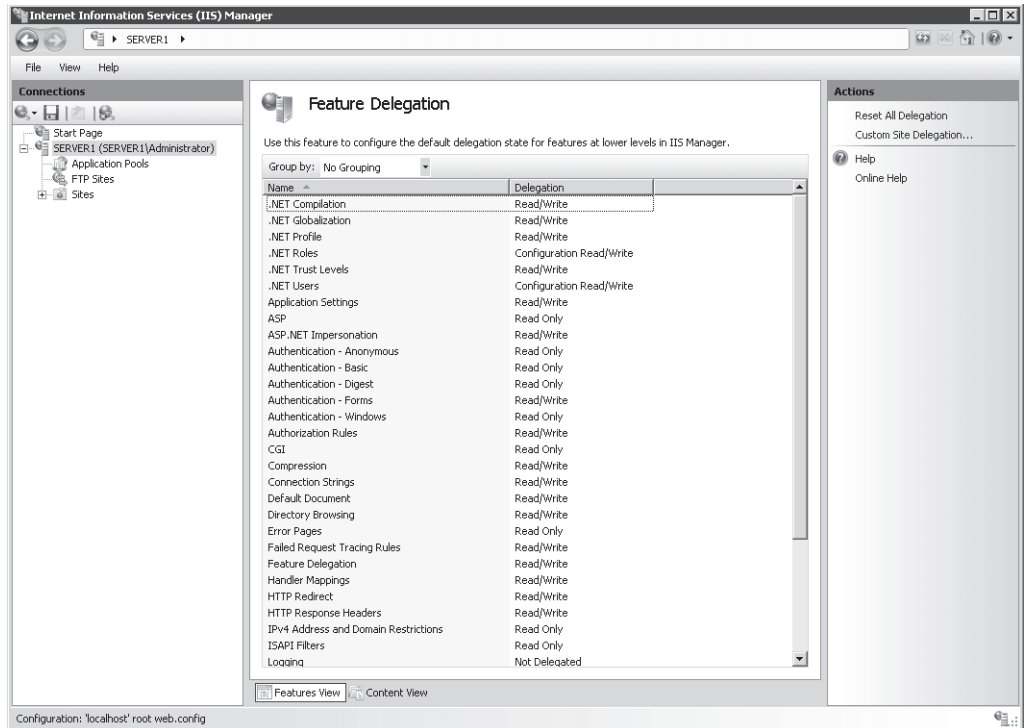 Internet Information Services (IIS) Manager
SERVER1
File View Help
Connections
Start Page
SERVER1 (SERVER1\Administrator)
Application Pools
FTP Sites
Sites
Feature Delegation
Use this feature to configure the default delegation state for features at lower levels in IIS Manager.
Group by: No Grouping
Name Delegation
.NET Compilation Read/Write
.NET Globalization Read/Write
.NET Profile Read/Write
.NET Roles Configuration Read/Write
.NET Trust Levels Read/Write
.NET Users Configuration Read/Write
Application Settings Read/Write
ASP Read Only
ASP.NET Impersonation Read/Write
Authentication - Anonymous Read Only
Authentication - Basic Read Only
Authentication - Digest Read Only
Authentication - Forms Read/Write
Authentication - Windows Read Only
Authorization Rules Read/Write
CGI Read Only
Compression Read/Write
Connection Strings Read/Write
Default Document Read/Write
Directory Browsing Read/Write
Error Pages Read Only
Failed Request Tracing Rules Read/Write
Feature Delegation Read/Write
Handler Mappings Read/Write
HTTP Redirect Read/Write
HTTP Response Headers Read/Write
IPv4 Address and Domain Restrictions Read Only
ISAPI Filters Read Only
Logging Not Delegated
Features View Content View
Actions
Reset All Delegation
Custom Site Delegation...
Help
Online Help
Configuration: 'localhost' root web.config